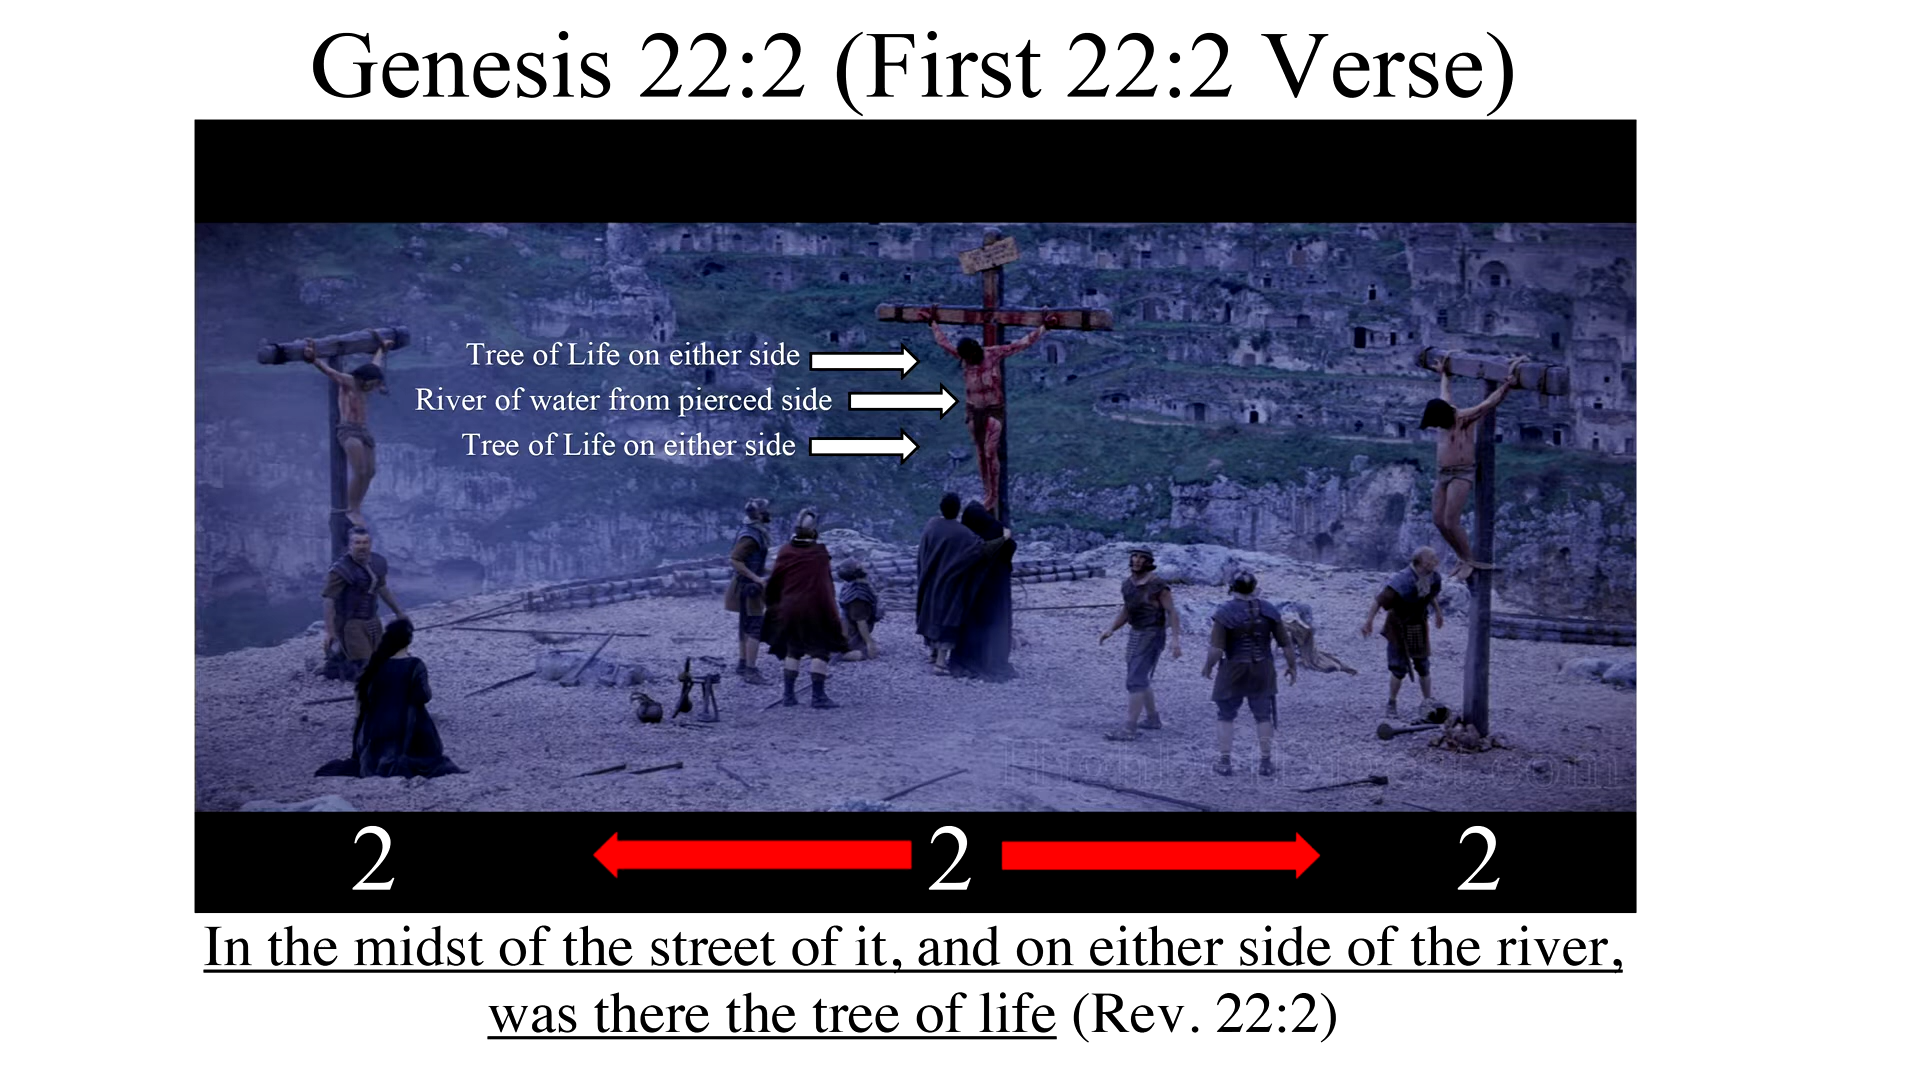 Genesis 22:2 (First 22:2 Verse)
Tree of Life on either side
River of water from pierced side
Tree of Life on either side
2 2 2
In the midst of the street of it, and on either side of the river,
was there the tree of life (Rev. 22:2)